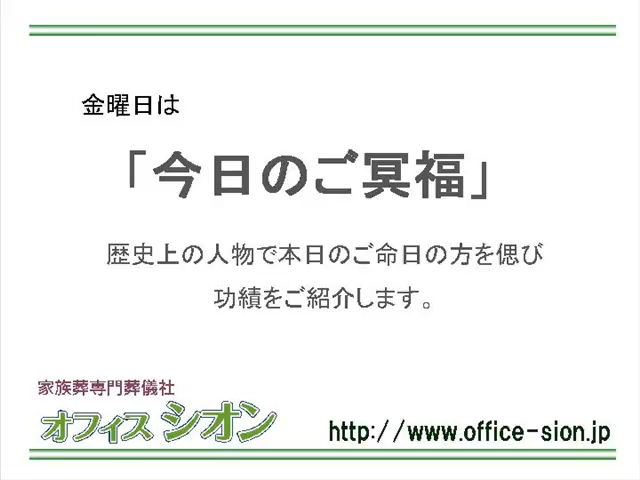 金曜日は
「今日のご冥福」
歴史上の人物で本日のご命日の方を偲び
功績をご紹介します。
家族葬専門葬儀社
オフィスシオン
http://www.office-sion.jp